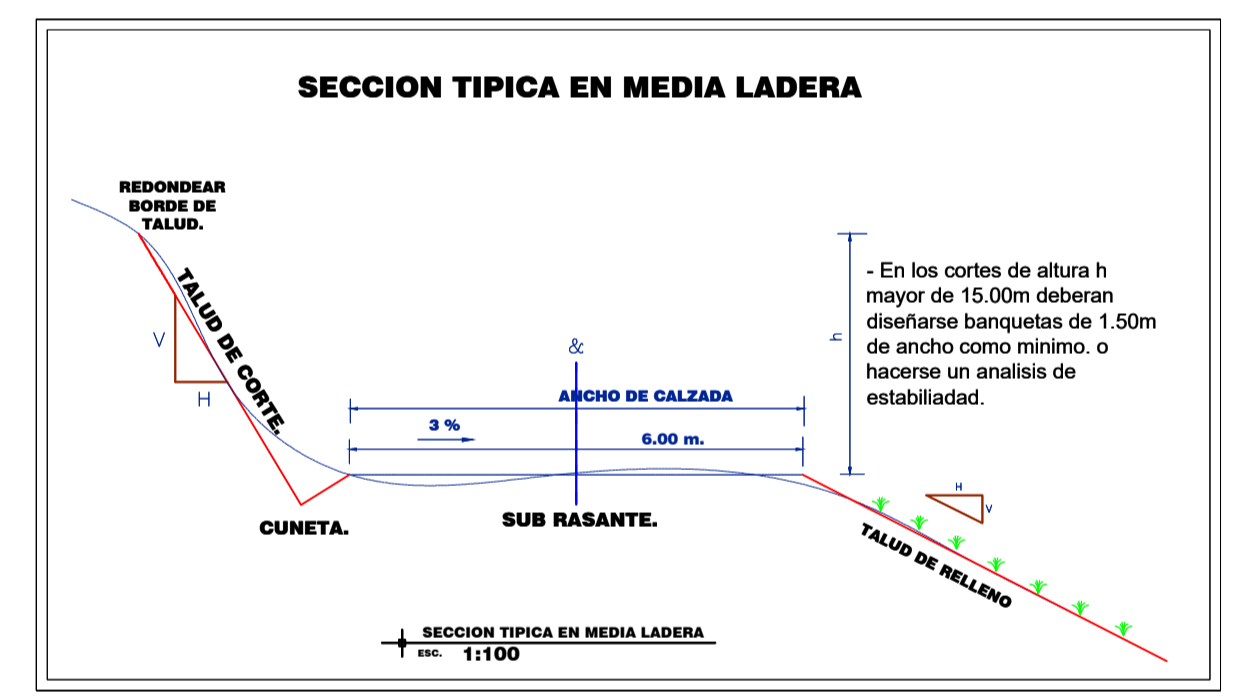 SECCION TIPICA EN MEDIA LADERA
REDONDEAR
BORDE DE
TALUD.
TALUD DE CORTE.
V
H
CUNETA.
&
ANCHO DE CALZADA
3 %
6.00 m.
SUB RASANTE.
h
- En los cortes de altura h
mayor de 15.00m deberan
diseñarse banquetas de 1.50m
de ancho como minimo. o
hacerse un analisis de
estabiliadad.
H
V
TALUD DE RELLENO
SECCION TIPICA EN MEDIA LADERA
ESC. 1:100